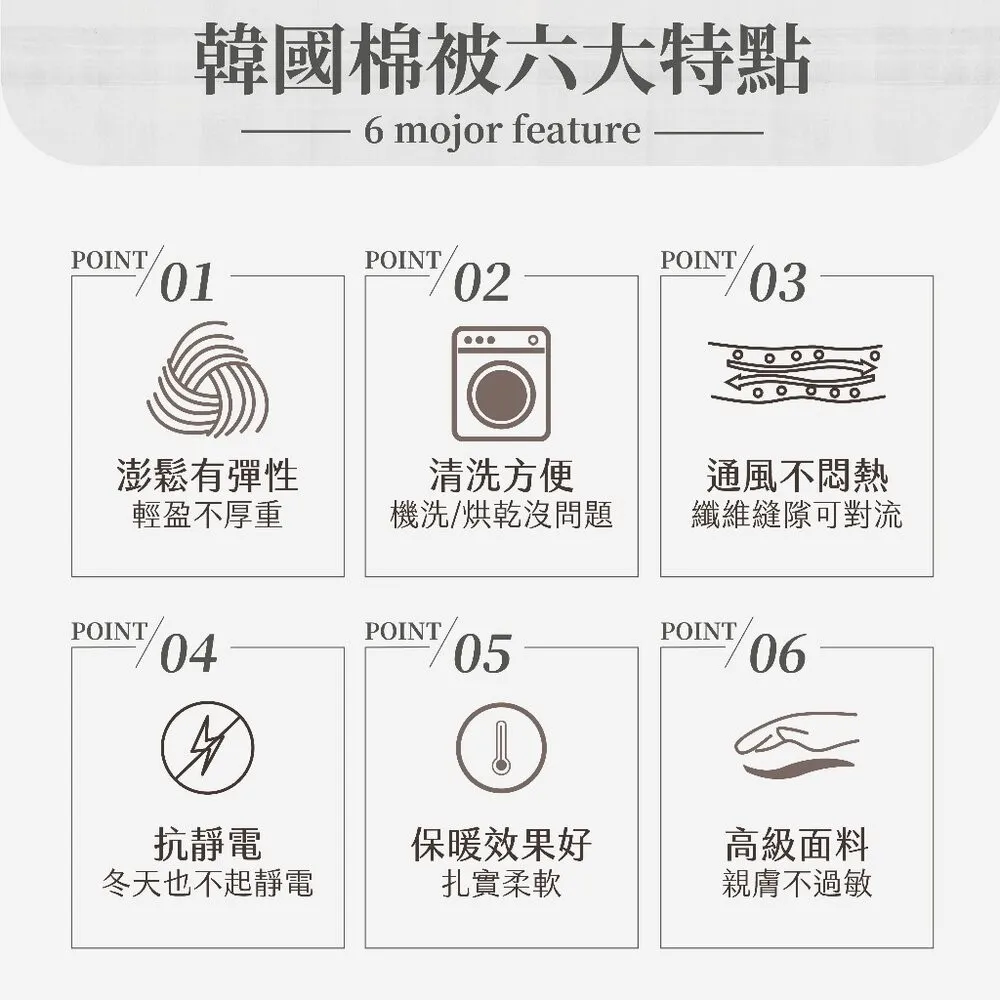 韓國棉被六大特點
6 mojor feature
POINT/01
澎鬆有彈性
輕盈不厚重
POINT/02
清洗方便
機洗/烘乾沒問題
POINT/03
通風不悶熱
纖維縫隙可對流
POINT/04
抗靜電
冬天也不起靜電
POINT/05
保暖效果好
扎實柔軟
POINT/06
高級面料
親膚不過敏